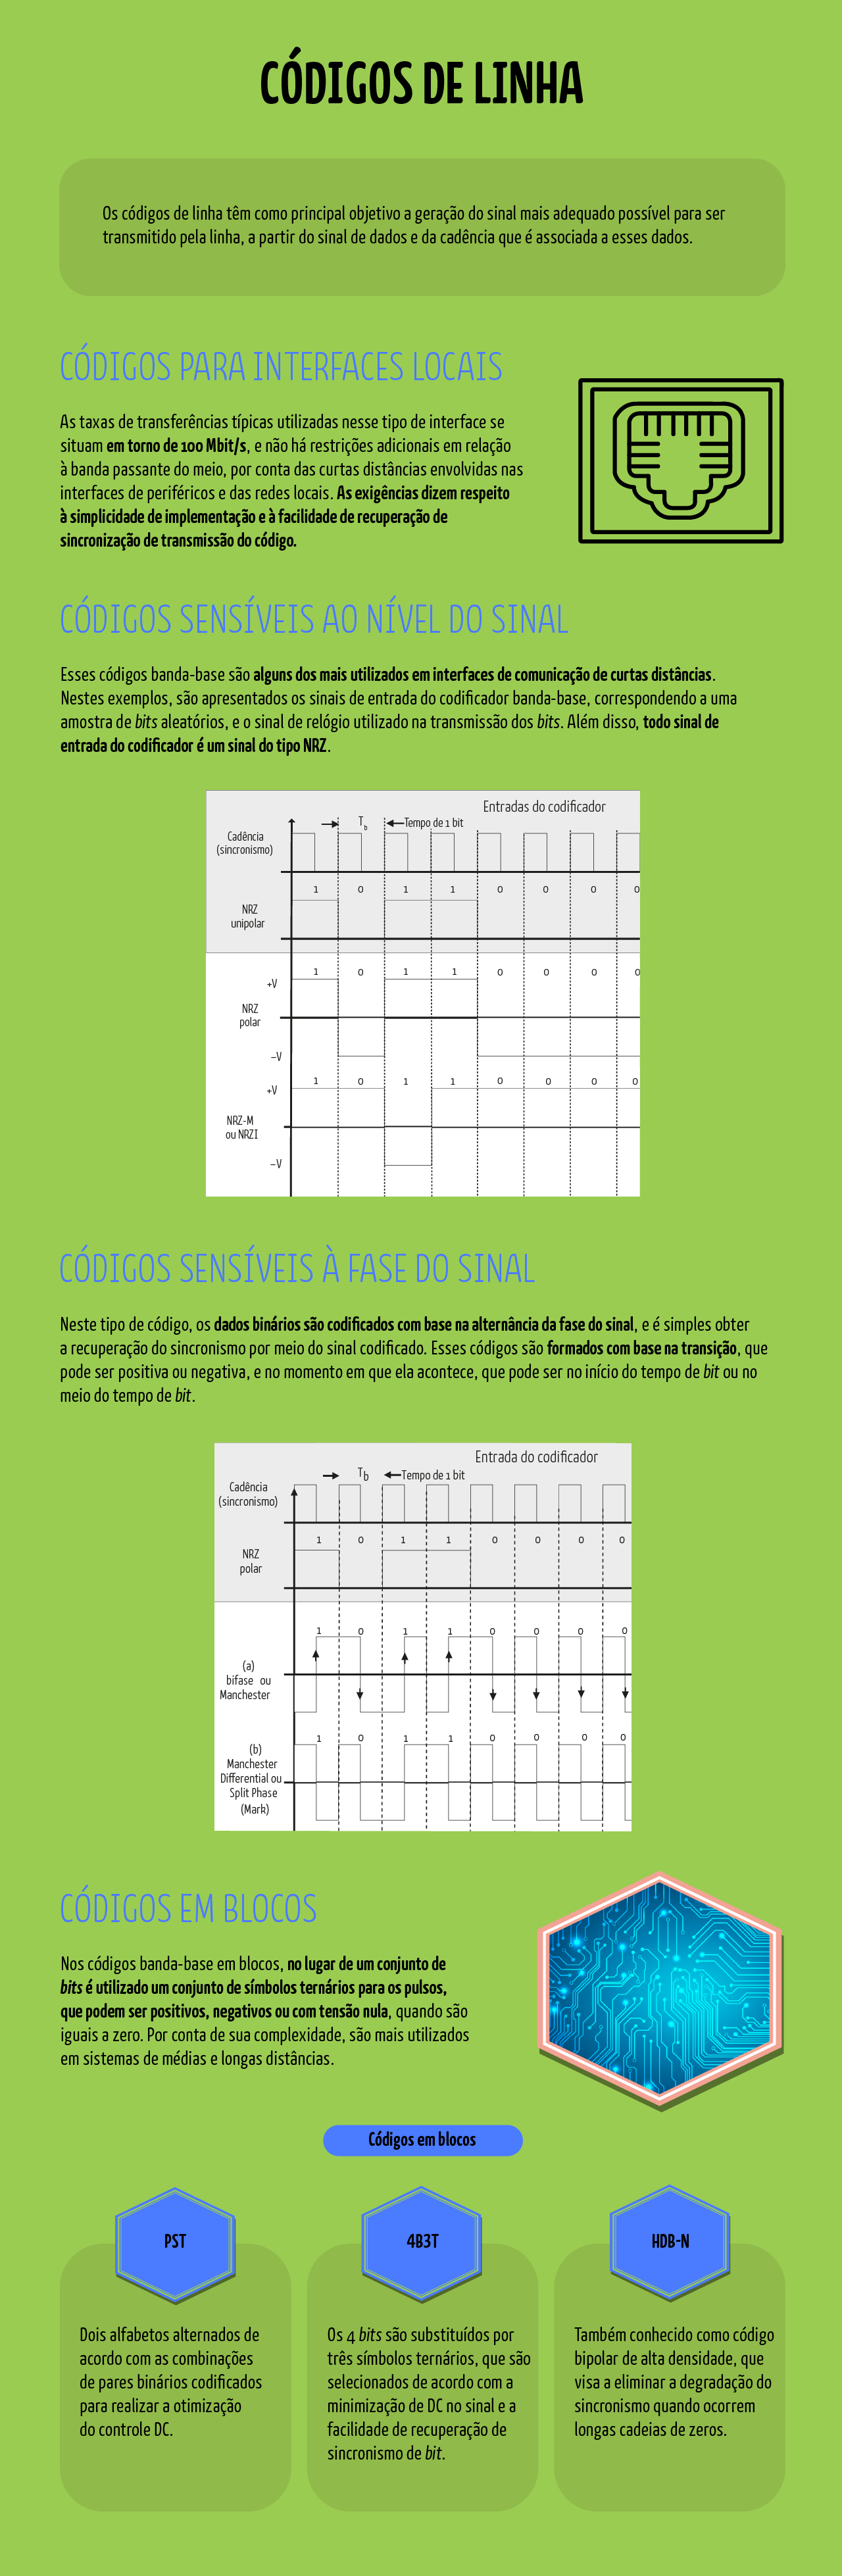 CÓDIGOS DE LINHA
Os códigos de linha têm como principal objetivo a geração do sinal mais adequado possível para ser
transmitido pela linha, a partir do sinal de dados e da cadência que é associada a esses dados.
CÓDIGOS PARA INTERFACES LOCAIS
As taxas de transferências típicas utilizadas nesse tipo de interface se
situam em torno de 100 Mbit/s, e não há restrições adicionais em relação
à banda passante do meio, por conta das curtas distâncias envolvidas nas
interfaces de periféricos e das redes locais. As exigências dizem respeito
à simplicidade de implementação e à facilidade de recuperação de
sincronização de transmissão do código.
CÓDIGOS SENSÍVEIS AO NÍVEL DO SINAL
Esses códigos banda-base são alguns dos mais utilizados em interfaces de comunicação de curtas distâncias.
Nestes exemplos, são apresentados os sinais de entrada do codificador banda-base, correspondendo a uma
amostra de bits aleatórios, e o sinal de relógio utilizado na transmissão dos bits. Além disso, todo sinal de
entrada do codificador é um sinal do tipo NRZ.
Entradas do codificador
Tb Tempo de 1 bit
Cadência
(sincronismo)
1 0 1 1 0 0 0 0
NRZ
unipolar
1 0 1 1 0 0 0 0
+V
NRZ
polar
–V
1 0 1 1 0 0 0 0
+V
NRZ-M
ou NRZI
–V
CÓDIGOS SENSÍVEIS À FASE DO SINAL
Neste tipo de código, os dados binários são codificados com base na alternância da fase do sinal, e é simples obter
a recuperação do sincronismo por meio do sinal codificado. Esses códigos são formados com base na transição, que
pode ser positiva ou negativa, e no momento em que ela acontece, que pode ser no início do tempo de bit ou no
meio do tempo de bit.
Entrada do codificador
Tb Tempo de 1 bit
Cadência
(sincronismo)
1 0 1 1 0 0 0 0
NRZ
polar
1 0 1 1 0 0 0 0
(a)
bifase ou
Manchester
1 0 1 1 0 0 0 0
(b)
Manchester
Differential ou
Split Phase
(Mark)
CÓDIGOS EM BLOCOS
Nos códigos banda-base em blocos, no lugar de um conjunto de
bits é utilizado um conjunto de símbolos ternários para os pulsos,
que podem ser positivos, negativos ou com tensão nula, quando são
iguais a zero. Por conta de sua complexidade, são mais utilizados
em sistemas de médias e longas distâncias.
Códigos em blocos
PST
Dois alfabetos alternados de
acordo com as combinações
de pares binários codificados
para realizar a otimização
do controle DC.
4B3T
Os 4 bits são substituídos por
três símbolos ternários, que são
selecionados de acordo com a
minimização de DC no sinal e a
facilidade de recuperação de
sincronismo de bit.
HDB-N
Também conhecido como código
bipolar de alta densidade, que
visa a eliminar a degradação do
sincronismo quando ocorrem
longas cadeias de zeros.